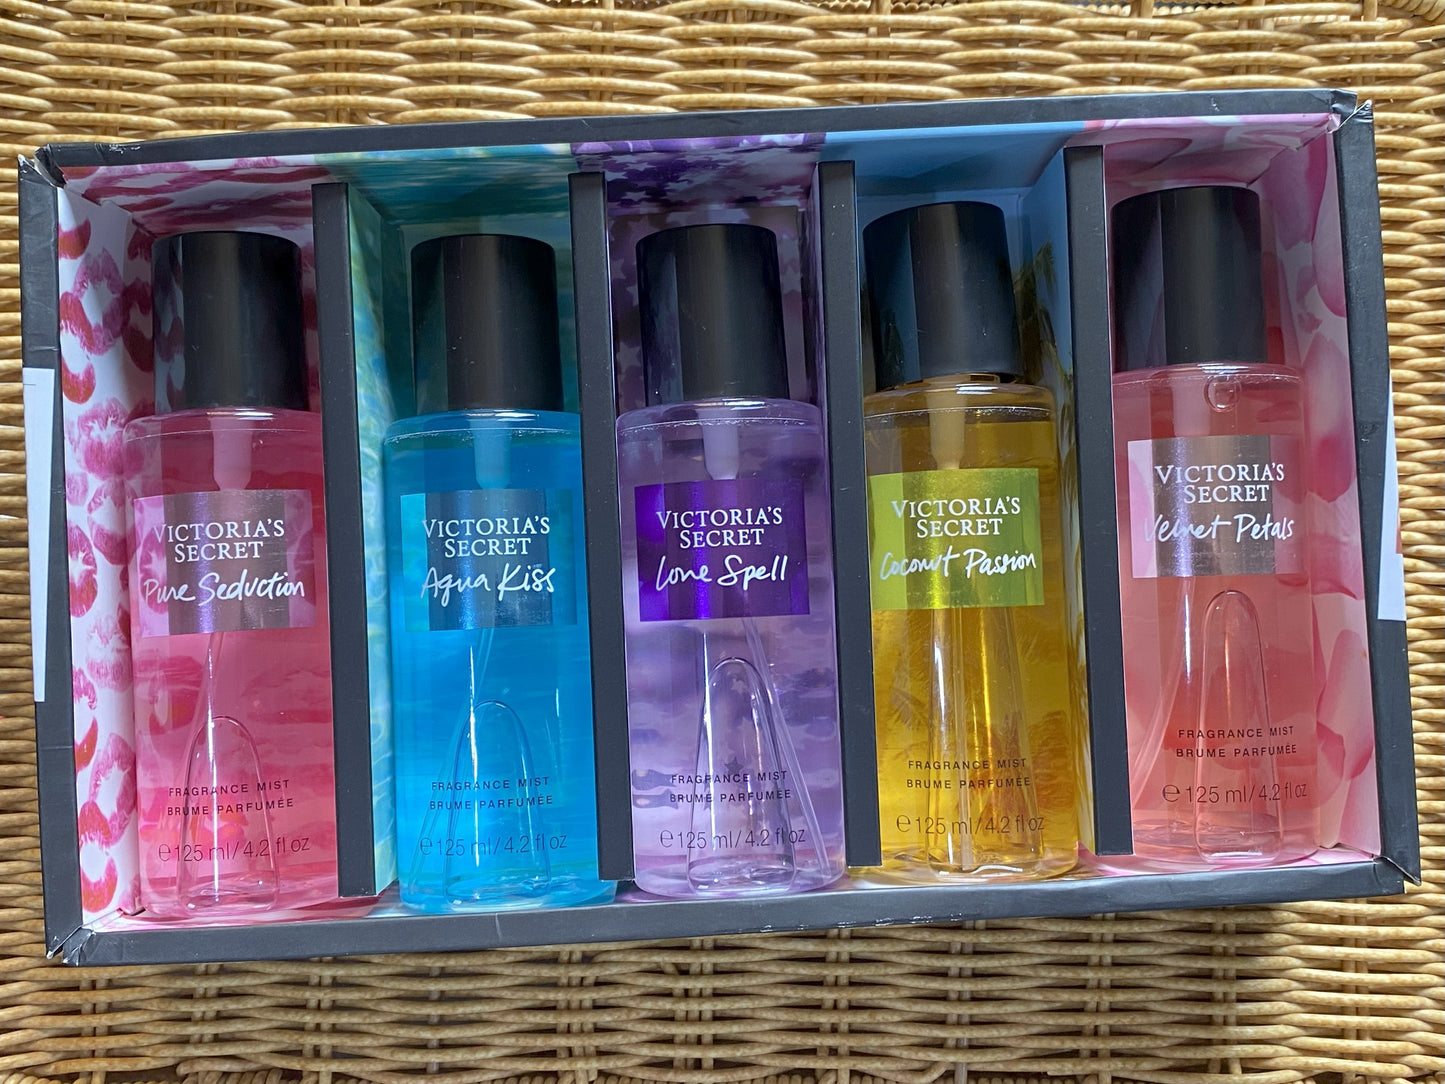 VICTORIA'S
SECRET
Pure Seduction
FRAGRANCE MIST
BRUME PARFUMÉE
℮125 ml/4.2 fl oz
VICTORIA'S
SECRET
Aqua Kiss
FRAGRANCE MIST
BRUME PARFUMÉE
℮125 ml/4.2 fl oz
VICTORIA'S
SECRET
Love Spell
FRAGRANCE MIST
BRUME PARFUMÉE
℮125 ml/4.2 fl oz
VICTORIA'S
SECRET
Coconut Passion
FRAGRANCE MIST
BRUME PARFUMÉE
℮125 ml/4.2 fl oz
VICTORIA'S
SECRET
Velvet Petals
FRAGRANCE MIST
BRUME PARFUMÉE
℮125 ml/4.2 fl oz